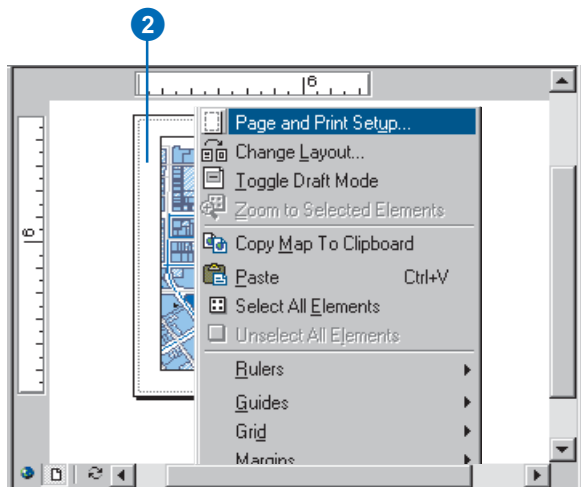 2
6
6
Page and Print Setup...
Change Layout...
Toggle Draft Mode
Zoom to Selected Elements
Copy Map To Clipboard
Paste Ctrl+V
Select All Elements
Unselect All Elements
Rulers
Guides
Grid
Margins